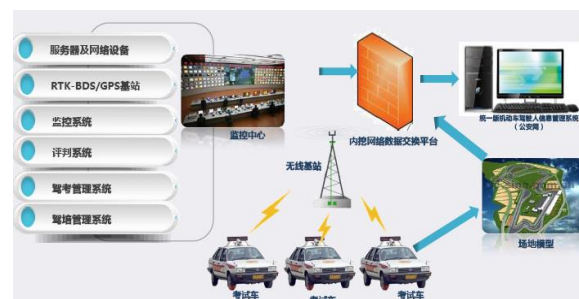 服务器及网络设备
RTK-BDS/GPS基站
监控系统
评判系统
驾考管理系统
驾培管理系统
监控中心
内挖网络数据交换平台
统一版机动车驾驶人信息管理系统
（公安网）
无线基站
场地模型
考试车
考试车
考试车